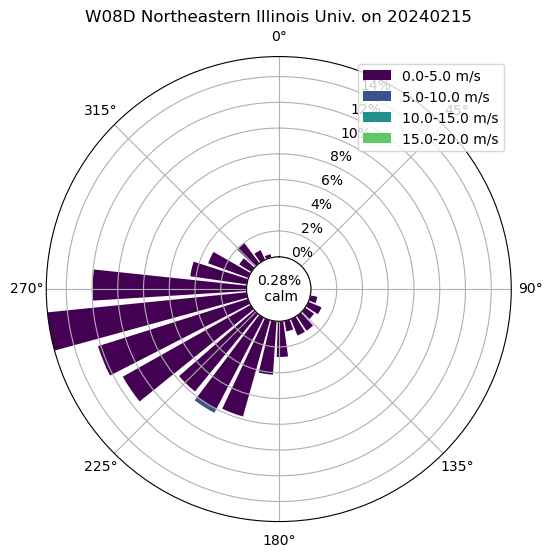 W08D Northeastern Illinois Univ. on 20240215
0°
0.0-5.0 m/s
5.0-10.0 m/s
10.0-15.0 m/s
15.0-20.0 m/s
315°
45°
14%
12%
10%
8%
6%
4%
2%
0%
0.28%
calm
270°
90°
225°
135°
180°